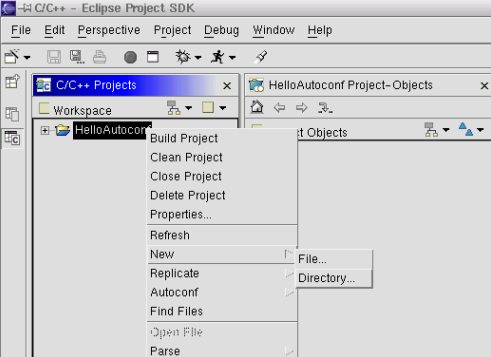 C/C++ - Eclipse Project SDK
File Edit Perspective Project Debug Window Help
C/C++ Projects
HelloAutoconf Project-Objects
Workspace
ct Objects
HelloAutoconf
Build Project
Clean Project
Close Project
Delete Project
Properties...
Refresh
New
File...
Replicate
Directory...
Autoconf
Find Files
Open File
Parse